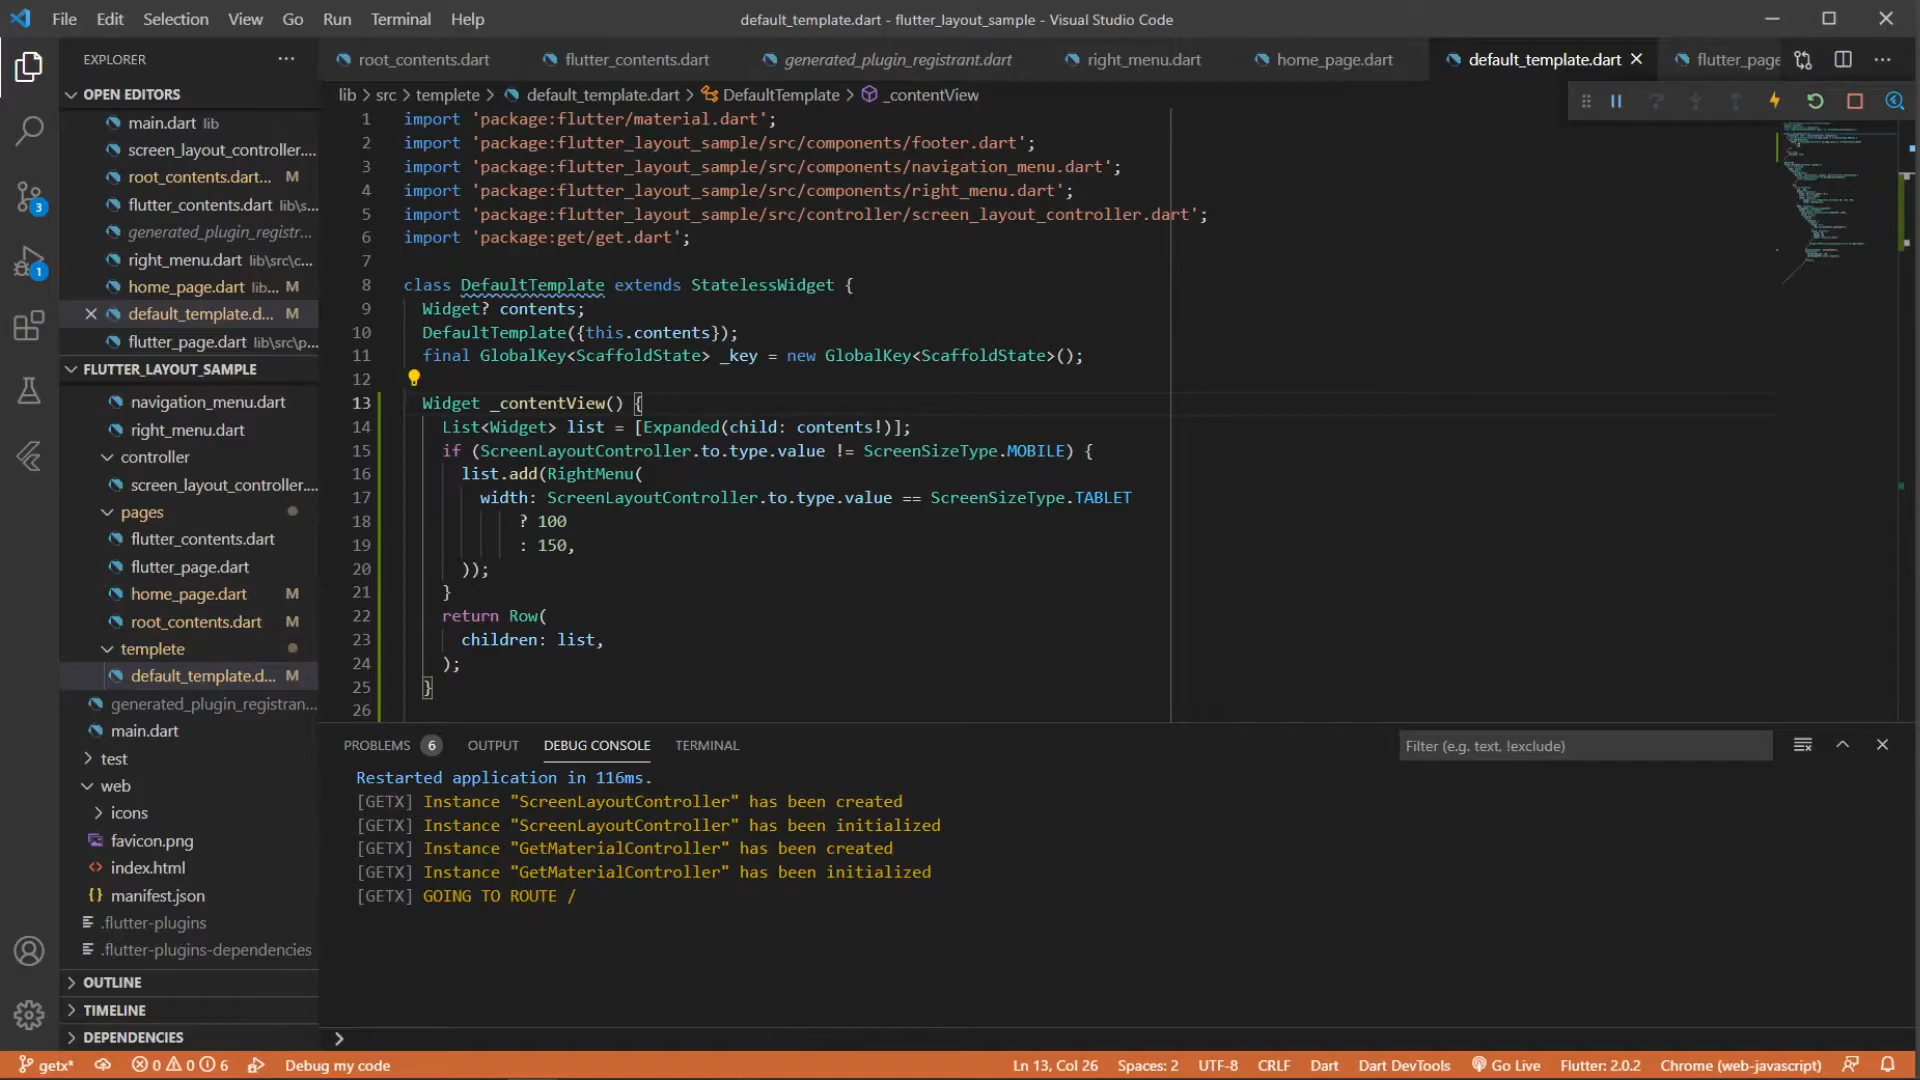 File Edit Selection View Go Run Terminal Help
default_template.dart - flutter_layout_sample - Visual Studio Code
EXPLORER
OPEN EDITORS
main.dart lib
screen_layout_controller....
root_contents.dart... M
flutter_contents.dart lib\s...
generated_plugin_registr...
right_menu.dart lib\src\c...
home_page.dart lib... M
default_template.d... M
flutter_page.dart lib\src\p...
FLUTTER_LAYOUT_SAMPLE
navigation_menu.dart
right_menu.dart
controller
screen_layout_controller....
pages
flutter_contents.dart
flutter_page.dart
home_page.dart M
root_contents.dart M
templete
default_template.d... M
generated_plugin_registran...
main.dart
test
web
icons
favicon.png
index.html
manifest.json
.flutter-plugins
.flutter-plugins-dependencies
OUTLINE
TIMELINE
DEPENDENCIES
3
1
root_contents.dart flutter_contents.dart generated_plugin_registrant.dart right_menu.dart home_page.dart default_template.dart flutter_page
lib > src > templete > default_template.dart > DefaultTemplate > _contentView
1 import 'package:flutter/material.dart';
2 import 'package:flutter_layout_sample/src/components/footer.dart';
3 import 'package:flutter_layout_sample/src/components/navigation_menu.dart';
4 import 'package:flutter_layout_sample/src/components/right_menu.dart';
5 import 'package:flutter_layout_sample/src/controller/screen_layout_controller.dart';
6 import 'package:get/get.dart';
7
8 class DefaultTemplate extends StatelessWidget {
9 Widget? contents;
10 DefaultTemplate({this.contents});
11 final GlobalKey<ScaffoldState> _key = new GlobalKey<ScaffoldState>();
12
13 Widget _contentView() {
14 List<Widget> list = [Expanded(child: contents!)];
15 if (ScreenLayoutController.to.type.value != ScreenSizeType.MOBILE) {
16 list.add(RightMenu(
17 width: ScreenLayoutController.to.type.value == ScreenSizeType.TABLET
18 ? 100
19 : 150,
20 ));
21 }
22 return Row(
23 children: list,
24 );
25 }
26
PROBLEMS 6 OUTPUT DEBUG CONSOLE TERMINAL
Filter (e.g. text, !exclude)
Restarted application in 116ms.
[GETX] Instance "ScreenLayoutController" has been created
[GETX] Instance "ScreenLayoutController" has been initialized
[GETX] Instance "GetMaterialController" has been created
[GETX] Instance "GetMaterialController" has been initialized
[GETX] GOING TO ROUTE /
getx* 0 0 6 Debug my code
Ln 13, Col 26 Spaces: 2 UTF-8 CRLF Dart Dart DevTools Go Live Flutter: 2.0.2 Chrome (web-javascript)